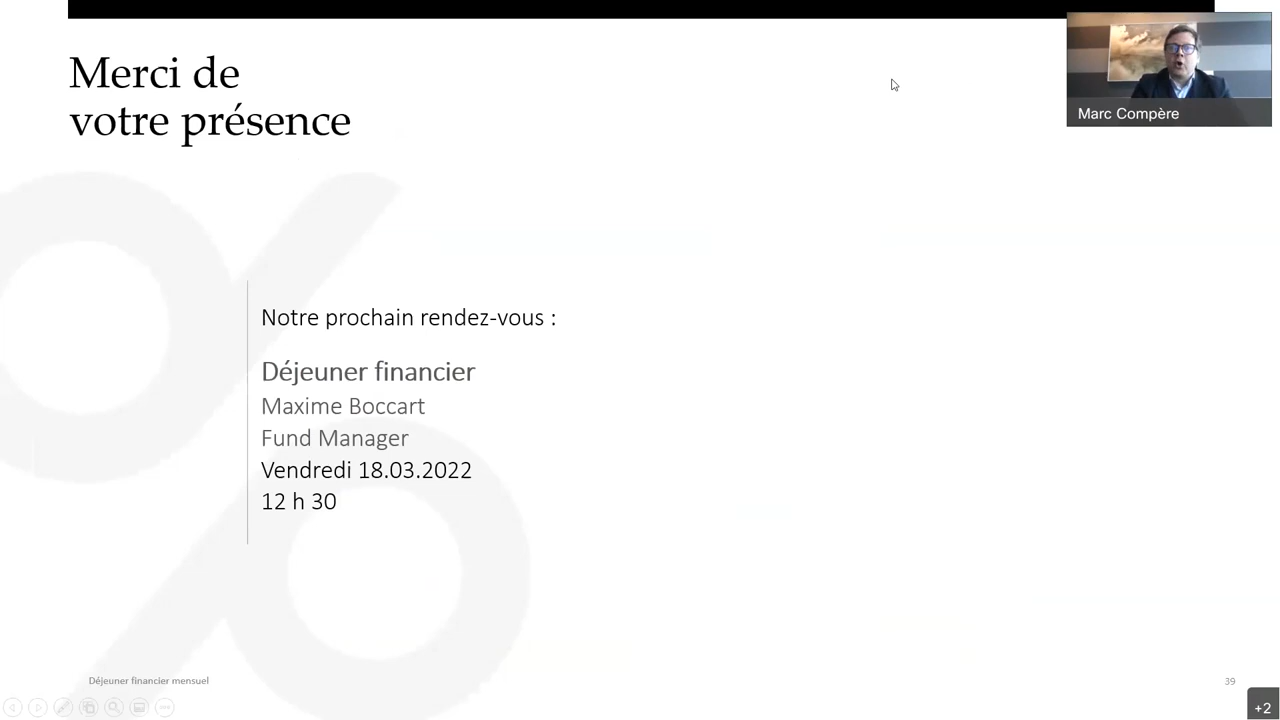 Merci de
votre présence
Marc Compère
Notre prochain rendez-vous :
Déjeuner financier
Maxime Boccart
Fund Manager
Vendredi 18.03.2022
12 h 30
Déjeuner financier mensuel
39
+2